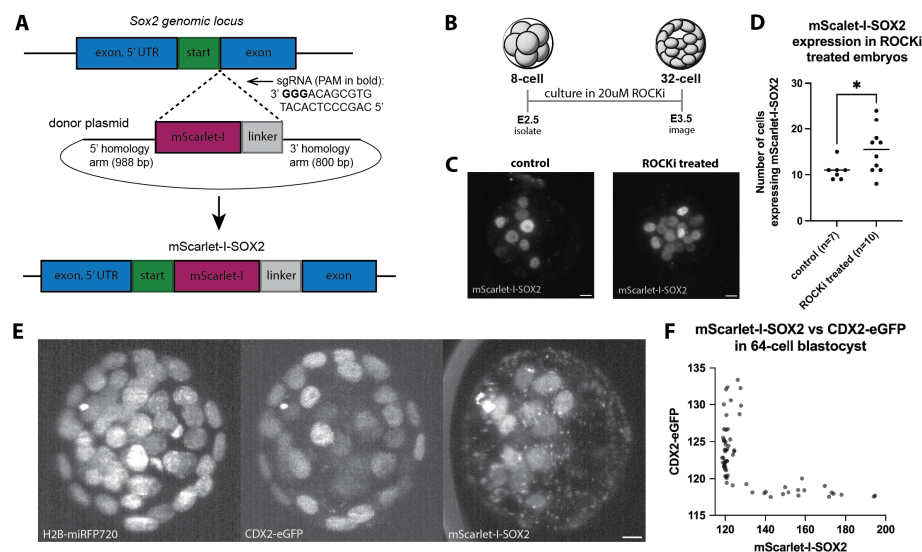 A
Sox2 genomic locus
exon, 5' UTR
start
exon
sgRNA (PAM in bold):
3' GGGACAGCGTG
TACACTCCCGAC 5'
donor plasmid
mScarlet-I
linker
5' homology
arm (988 bp)
3' homology
arm (800 bp)
mScarlet-I-SOX2
exon, 5' UTR
start
mScarlet-I
linker
exon
B
8-cell
32-cell
culture in 20uM ROCKi
E2.5
isolate
E3.5
image
C
control
ROCKi treated
mScarlet-I-SOX2
mScarlet-I-SOX2
D
mScalet-I-SOX2
expression in ROCKi
treated embryos
Number of cells
expressing mScarlet-I-SOX2
30
20
10
0
*
control (n=7)
ROCKi treated (n=10)
E
H2B-miRFP720
CDX2-eGFP
mScarlet-I-SOX2
F
mScarlet-I-SOX2 vs CDX2-eGFP
in 64-cell blastocyst
CDX2-eGFP
135
130
125
120
115
120
140
160
180
200
mScarlet-I-SOX2